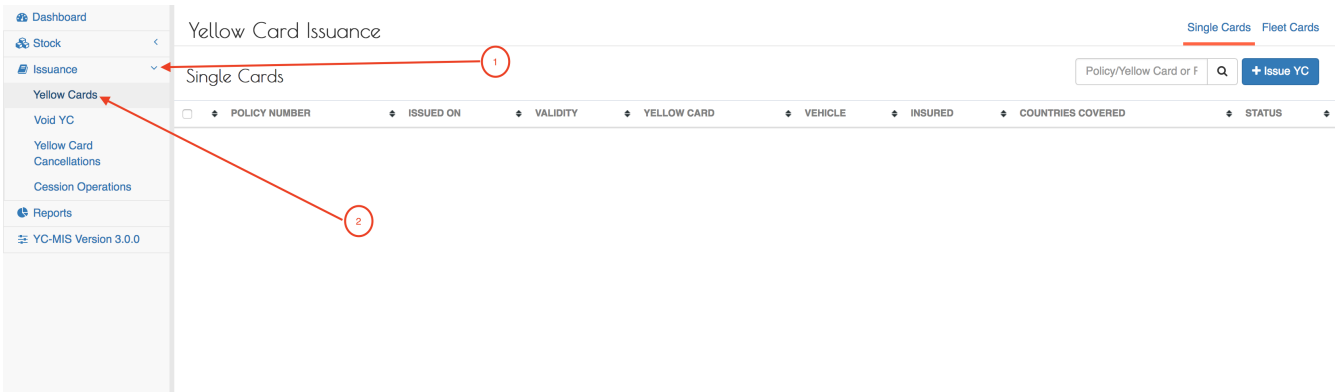 Dashboard
Stock
Issuance
Yellow Cards
Void YC
Yellow Card
Cancellations
Cession Operations
Reports
YC-MIS Version 3.0.0
Yellow Card Issuance
Single Cards Fleet Cards
1
Single Cards
Policy/Yellow Card or F
+ Issue YC
POLICY NUMBER ISSUED ON VALIDITY YELLOW CARD VEHICLE INSURED COUNTRIES COVERED STATUS
2